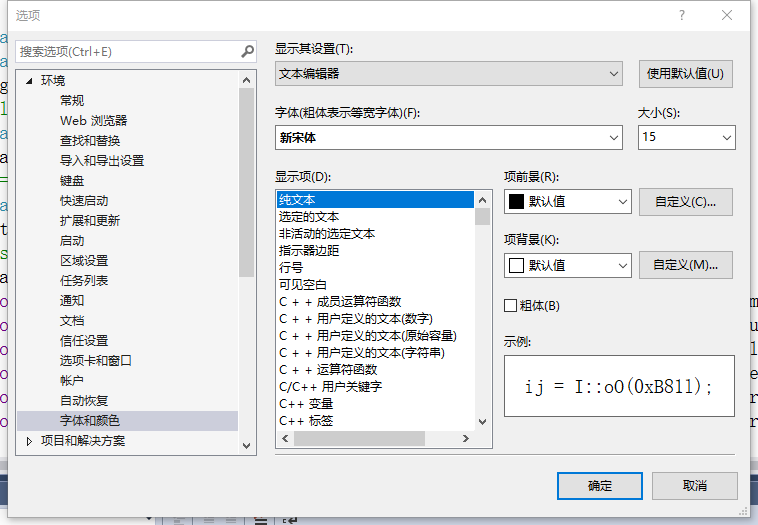 选项
搜索选项(Ctrl+E)
环境
常规
Web 浏览器
查找和替换
导入和导出设置
键盘
快速启动
扩展和更新
启动
区域设置
任务列表
通知
文档
信任设置
选项卡和窗口
帐户
自动恢复
字体和颜色
项目和解决方案
显示其设置(T):
文本编辑器
使用默认值(U)
字体(粗体表示等宽字体)(F):
大小(S):
新宋体
15
显示项(D):
纯文本
选定的文本
非活动的选定文本
指示器边距
行号
可见空白
C + + 成员运算符函数
C + + 用户定义的文本(数字)
C + + 用户定义的文本(原始容量)
C + + 用户定义的文本(字符串)
C + + 运算符函数
C/C++ 用户关键字
C++ 变量
C++ 标签
项前景(R):
默认值
自定义(C)...
项背景(K):
默认值
自定义(M)...
粗体(B)
示例:
ij = I::oO(0xB81l);
确定
取消